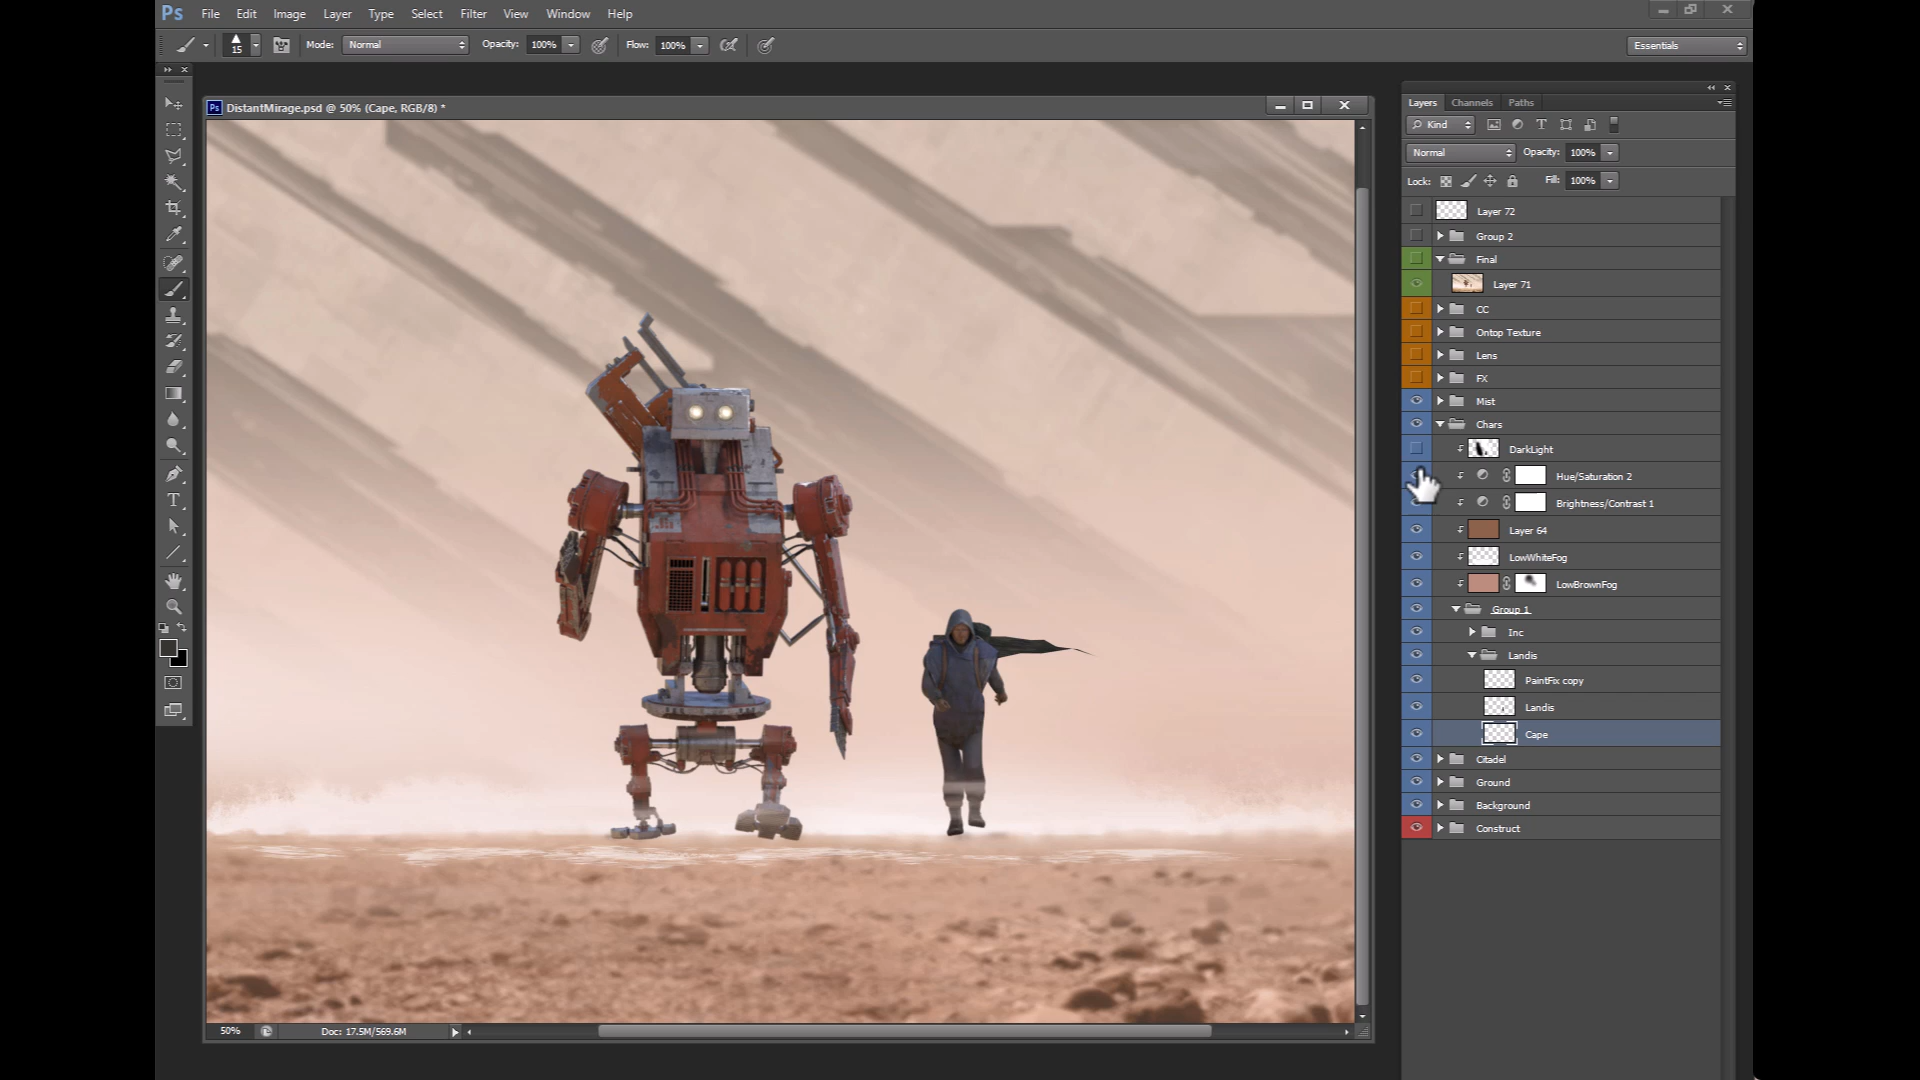 Ps File Edit Image Layer Type Select Filter View Window Help
15 Mode: Normal Opacity: 100% Flow: 100% Essentials
Ps DistantMirage.psd @ 50% (Cape, RGB/8) *
Layers Channels Paths
Kind
Normal Opacity: 100%
Lock: Fill: 100%
Layer 72
Group 2
Final
Layer 71
CC
Ontop Texture
Lens
FX
Mist
Chars
DarkLight
Hue/Saturation 2
Brightness/Contrast 1
Layer 64
LowWhiteFog
LowBrownFog
Group 1
Inc
Landis
PaintFix copy
Landis
Cape
Citadel
Ground
Background
Construct
50% Doc: 17.5M/569.6M